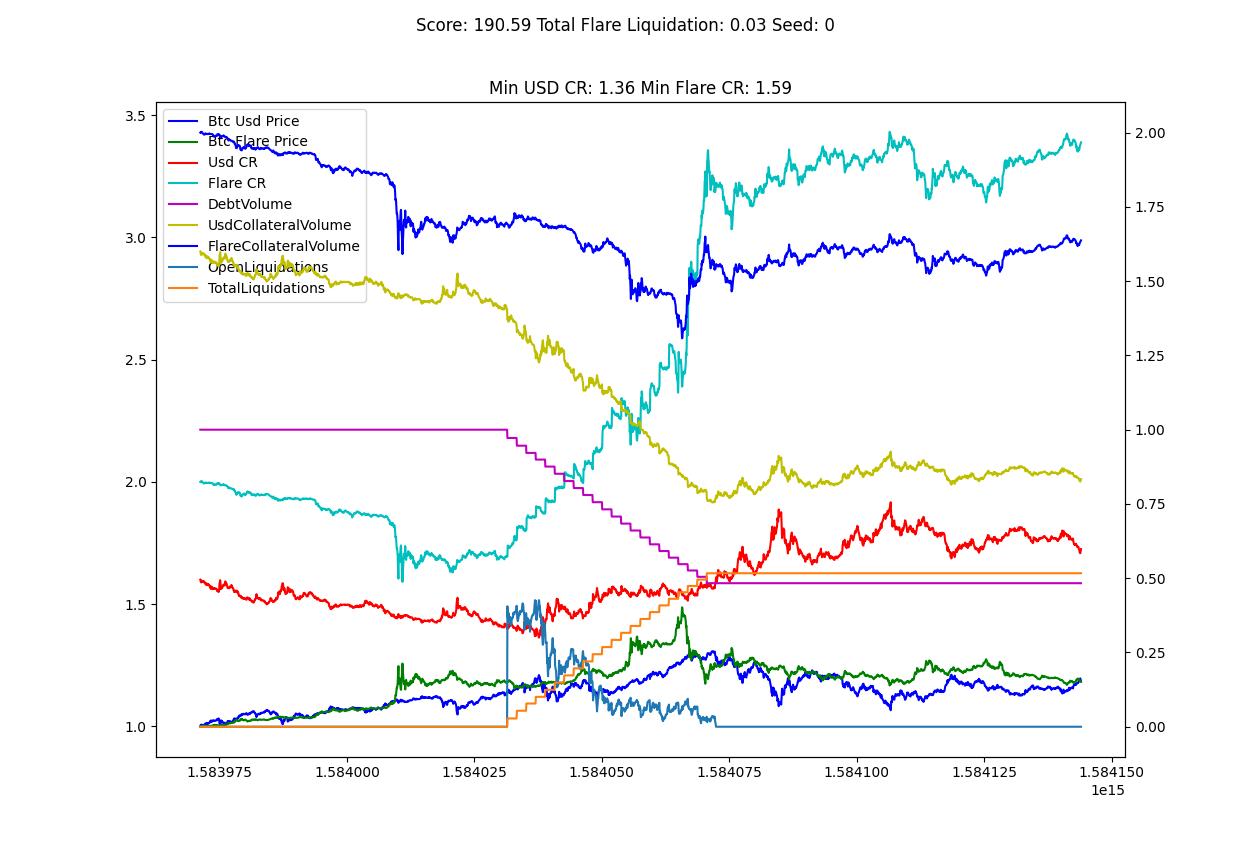 Score: 190.59 Total Flare Liquidation: 0.03 Seed: 0
Min USD CR: 1.36 Min Flare CR: 1.59
3.5
3.0
2.5
2.0
1.5
1.0
Btc Usd Price
Btc Flare Price
Usd CR
Flare CR
DebtVolume
UsdCollateralVolume
FlareCollateralVolume
OpenLiquidations
TotalLiquidations
2.00
1.75
1.50
1.25
1.00
0.75
0.50
0.25
0.00
1.583975 1.584000 1.584025 1.584050 1.584075 1.584100 1.584125 1.584150
1e15